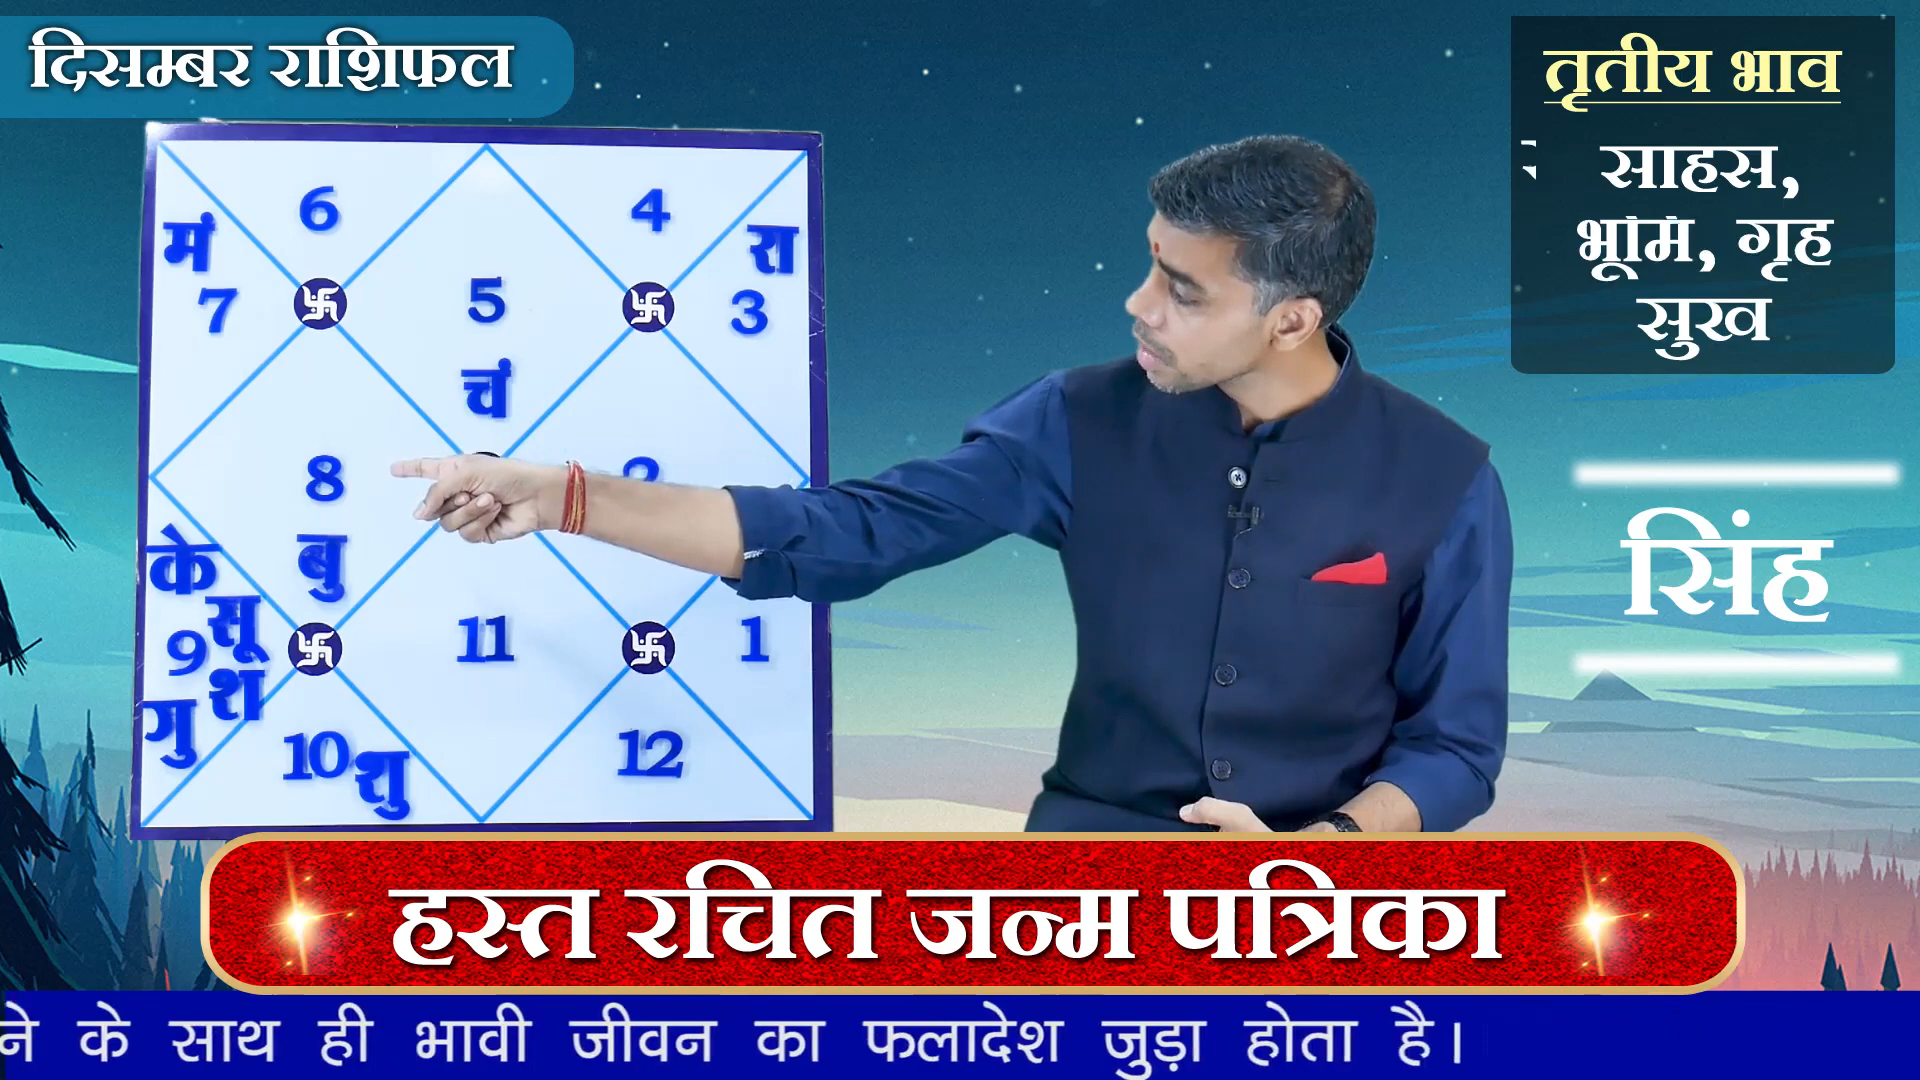 दिसम्बर राशिफल
तृतीय भाव
साहस,
भूमि, गृह
सुख
6
4
मं
रा
7
5
3
चं
8
बु
के
सू
9
श
गु
11
1
10 शु
12
सिंह
हस्त रचित जन्म पत्रिका
ने के साथ ही भावी जीवन का फलादेश जुड़ा होता है।